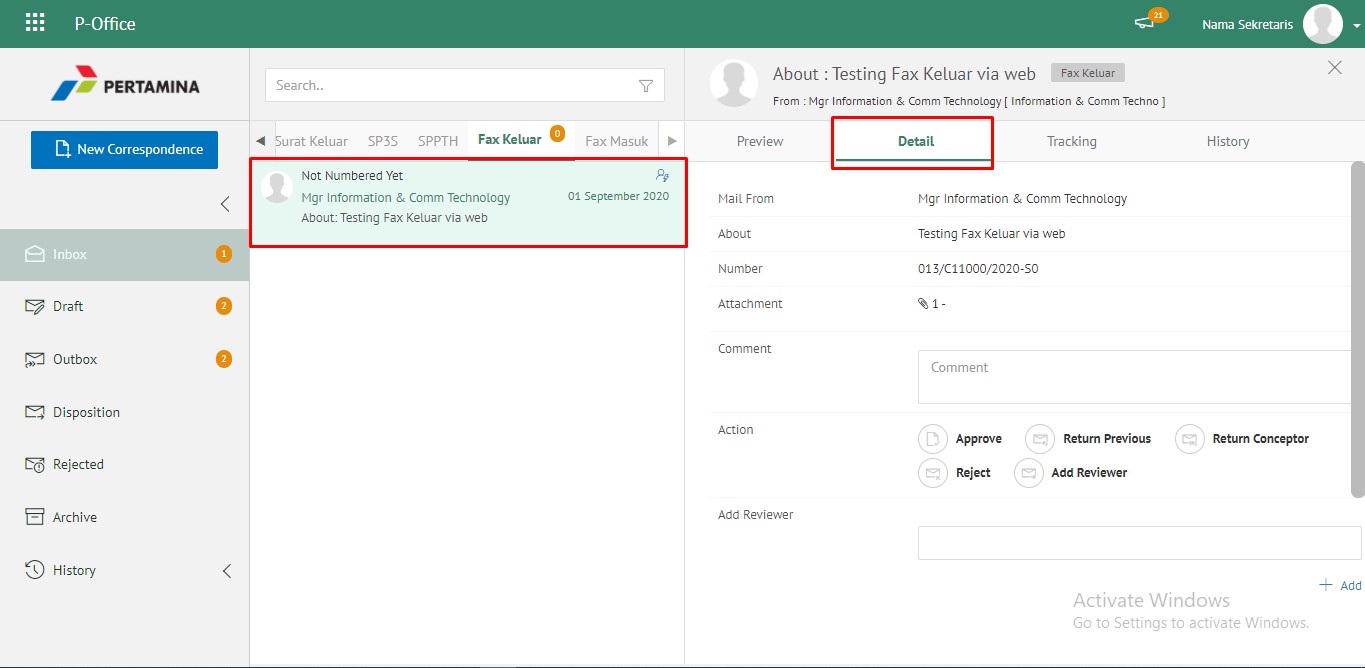 P-Office
21
Nama Sekretaris
PERTAMINA
New Correspondence
Inbox 1
Draft 2
Outbox 2
Disposition
Rejected
Archive
History
Search..
Surat Keluar SP3S SPPTH Fax Keluar 0 Fax Masuk
Not Numbered Yet
Mgr Information & Comm Technology 01 September 2020
About: Testing Fax Keluar via web
About : Testing Fax Keluar via web Fax Keluar
From : Mgr Information & Comm Technology [ Information & Comm Techno ]
Preview Detail Tracking History
Mail From Mgr Information & Comm Technology
About Testing Fax Keluar via web
Number 013/C11000/2020-S0
Attachment 1 -
Comment
Comment
Action
Approve Return Previous Return Conceptor
Reject Add Reviewer
Add Reviewer
Add
Activate Windows
Go to Settings to activate Windows.